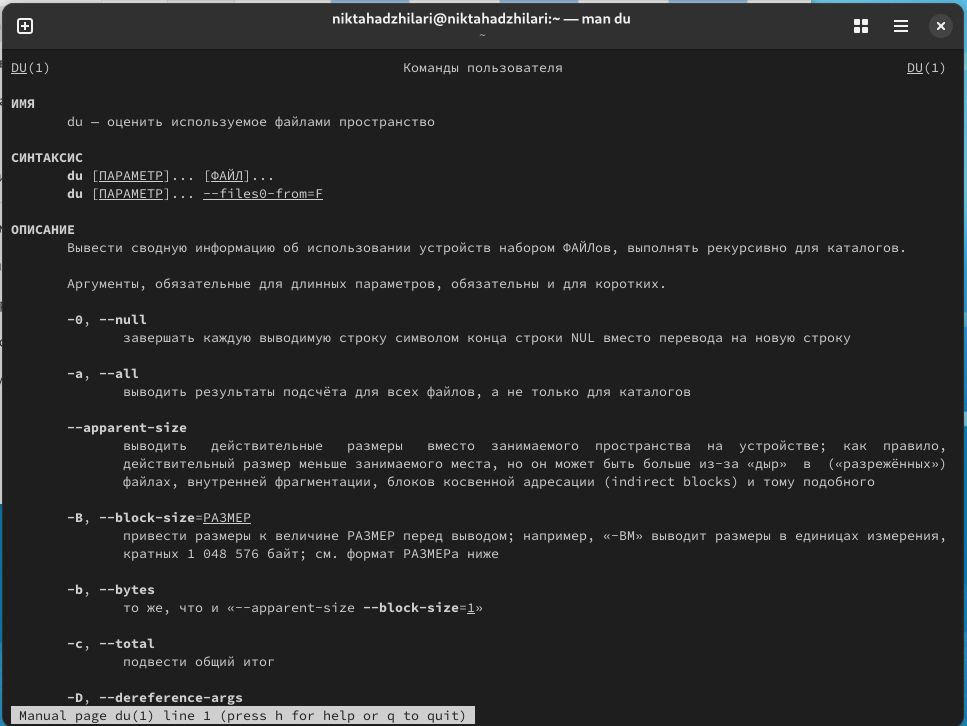 niktahadzhilari@niktahadzhilari:~ — man du
~
DU(1) Команды пользователя DU(1)
ИМЯ
du – оценить используемое файлами пространство
СИНТАКСИС
du [ПАРАМЕТР]... [ФАЙЛ]...
du [ПАРАМЕТР]... --files0-from=F
ОПИСАНИЕ
Вывести сводную информацию об использовании устройств набором ФАЙЛов, выполнять рекурсивно для каталогов.
Аргументы, обязательные для длинных параметров, обязательны и для коротких.
-0, --null
завершать каждую выводимую строку символом конца строки NUL вместо перевода на новую строку
-a, --all
выводить результаты подсчёта для всех файлов, а не только для каталогов
--apparent-size
выводить действительные размеры вместо занимаемого пространства на устройстве; как правило,
действительный размер меньше занимаемого места, но он может быть больше из-за «дыр» в («разрежённых»)
файлах, внутренней фрагментации, блоков косвенной адресации (indirect blocks) и тому подобного
-B, --block-size=РАЗМЕР
привести размеры к величине РАЗМЕР перед выводом; например, «-BM» выводит размеры в единицах измерения,
кратных 1 048 576 байт; см. формат РАЗМЕРа ниже
-b, --bytes
то же, что и «--apparent-size --block-size=1»
-c, --total
подвести общий итог
-D, --dereference-args
Manual page du(1) line 1 (press h for help or q to quit)